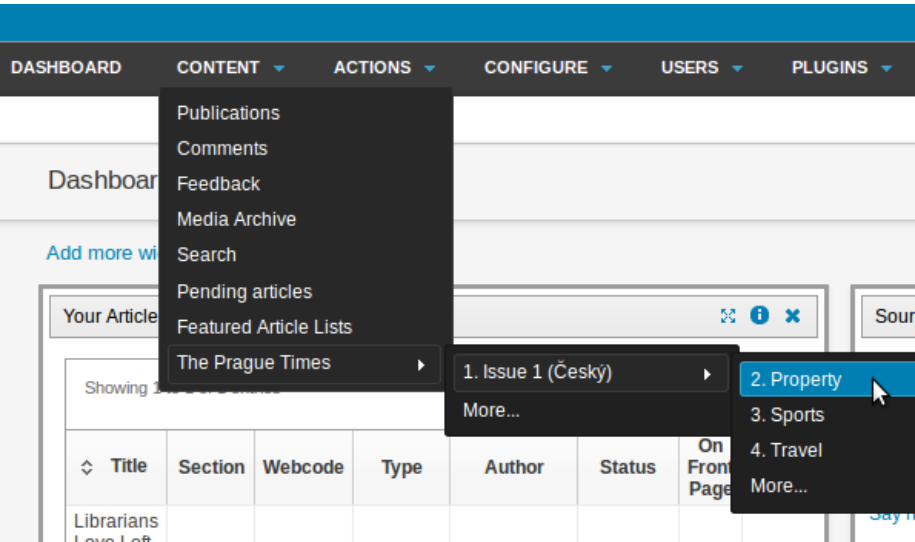 DASHBOARD CONTENT ACTIONS CONFIGURE USERS PLUGINS
Publications
Comments
Dashboar
Feedback
Media Archive
Add more wi
Search
Pending articles
Your Article
Featured Article Lists
Sour
The Prague Times
1. Issue 1 (Český)
2. Property
Showing 1
More...
3. Sports
4. Travel
More...
Title Section Webcode Type Author Status On
Front
Page
Librarians